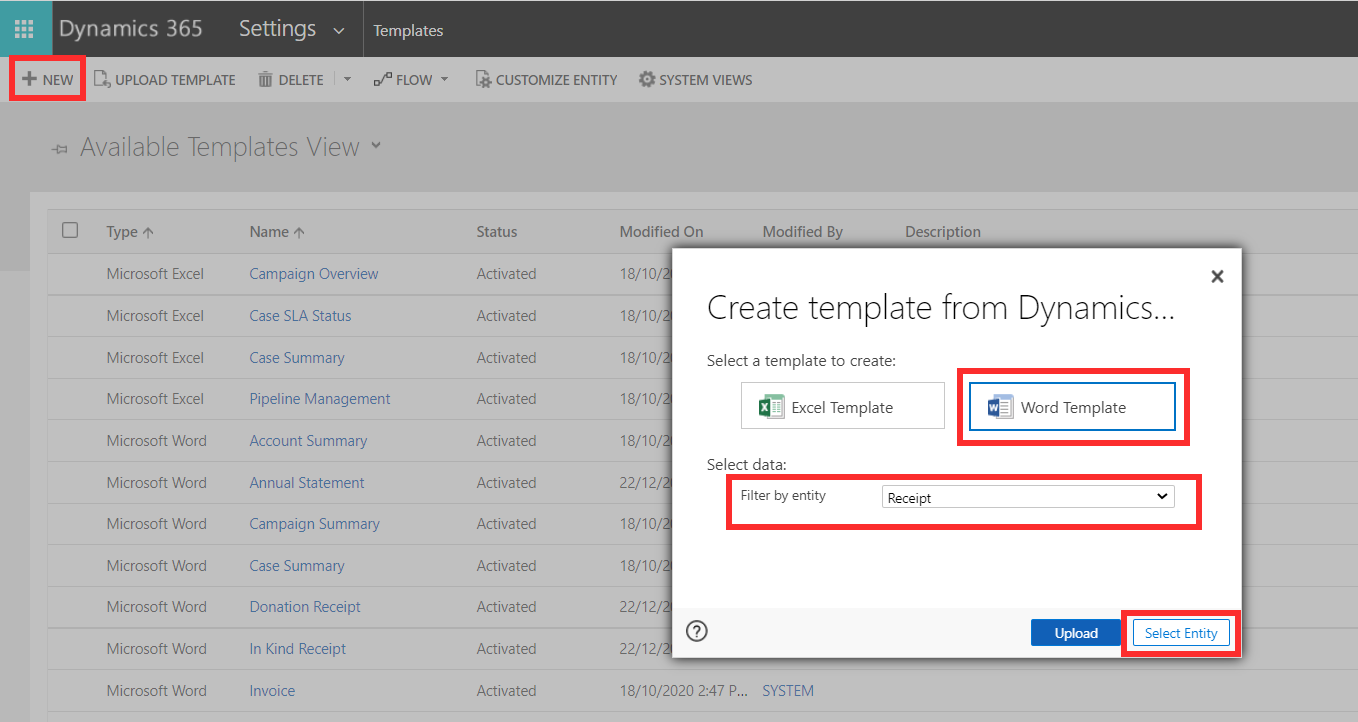 Dynamics 365 Settings Templates
NEW UPLOAD TEMPLATE DELETE FLOW CUSTOMIZE ENTITY SYSTEM VIEWS
Available Templates View
Type Name Status Modified On Modified By Description
Microsoft Excel Campaign Overview Activated 18/10/20
Microsoft Excel Case SLA Status Activated 18/10/20
Microsoft Excel Case Summary Activated 18/10/20
Microsoft Excel Pipeline Management Activated 18/10/20
Microsoft Word Account Summary Activated 18/10/20
Microsoft Word Annual Statement Activated 22/12/20
Microsoft Word Campaign Summary Activated 18/10/20
Microsoft Word Case Summary Activated 18/10/20
Microsoft Word Donation Receipt Activated 22/12/20
Microsoft Word In Kind Receipt Activated 22/12/20
Microsoft Word Invoice Activated 18/10/2020 2:47 P... SYSTEM
Create template from Dynamics...
Select a template to create:
Excel Template Word Template
Select data:
Filter by entity Receipt
Upload Select Entity